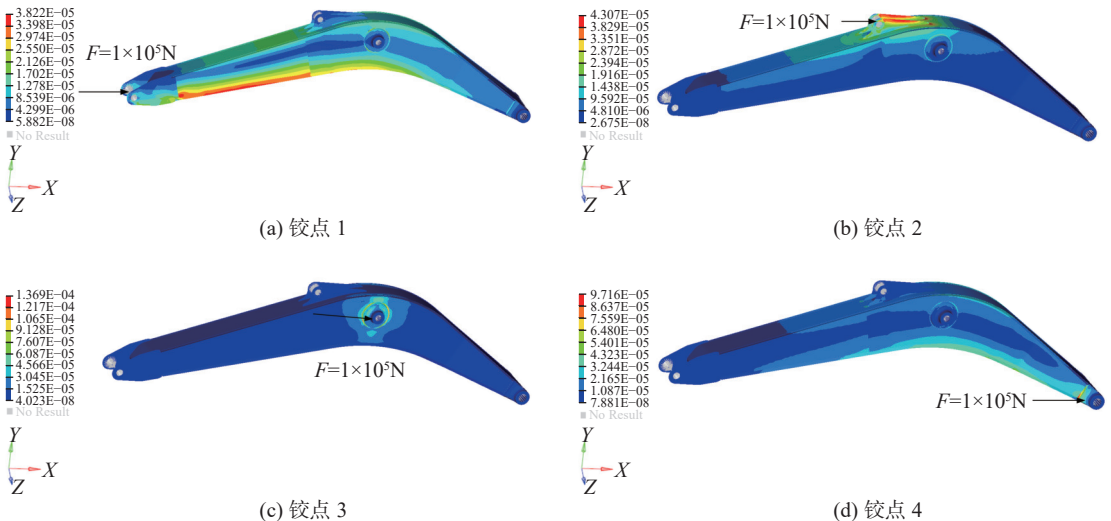 3.822E−05
3.398E−05
2.974E−05
2.550E−05
2.126E−05
1.702E−05
1.278E−05
8.539E−06
4.299E−06
5.882E−08
No Result
F=1×10⁵N
Y
X
Z
(a) 铰点 1
4.307E−05
3.829E−05
3.351E−05
2.872E−05
2.394E−05
1.916E−05
1.438E−05
9.592E−05
4.810E−06
2.675E−08
No Result
F=1×10⁵N
Y
X
Z
(b) 铰点 2
1.369E−04
1.217E−04
1.065E−04
9.128E−05
7.607E−05
6.087E−05
4.566E−05
3.045E−05
1.525E−05
4.023E−08
No Result
F=1×10⁵N
Y
X
Z
(c) 铰点 3
9.716E−05
8.637E−05
7.559E−05
6.480E−05
5.401E−05
4.323E−05
3.244E−05
2.165E−05
1.087E−05
7.881E−08
No Result
F=1×10⁵N
Y
X
Z
(d) 铰点 4